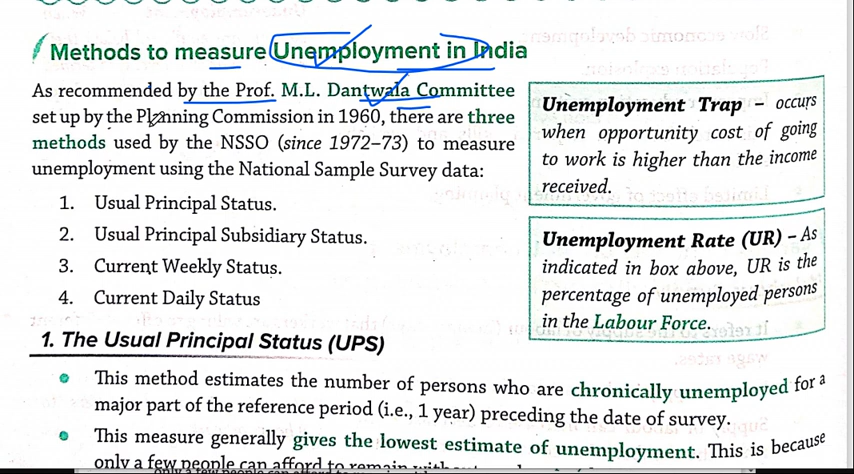 Methods to measure Unemployment in India
As recommended by the Prof. M.L. Dantwala Committee
set up by the Planning Commission in 1960, there are three
methods used by the NSSO (since 1972–73) to measure
unemployment using the National Sample Survey data:
1. Usual Principal Status.
2. Usual Principal Subsidiary Status.
3. Current Weekly Status.
4. Current Daily Status
Unemployment Trap – occurs
when opportunity cost of going
to work is higher than the income
received.
Unemployment Rate (UR) – As
indicated in box above, UR is the
percentage of unemployed persons
in the Labour Force.
1. The Usual Principal Status (UPS)
This method estimates the number of persons who are chronically unemployed for a
major part of the reference period (i.e., 1 year) preceding the date of survey.
This measure generally gives the lowest estimate of unemployment. This is because
only a few people can afford to remain